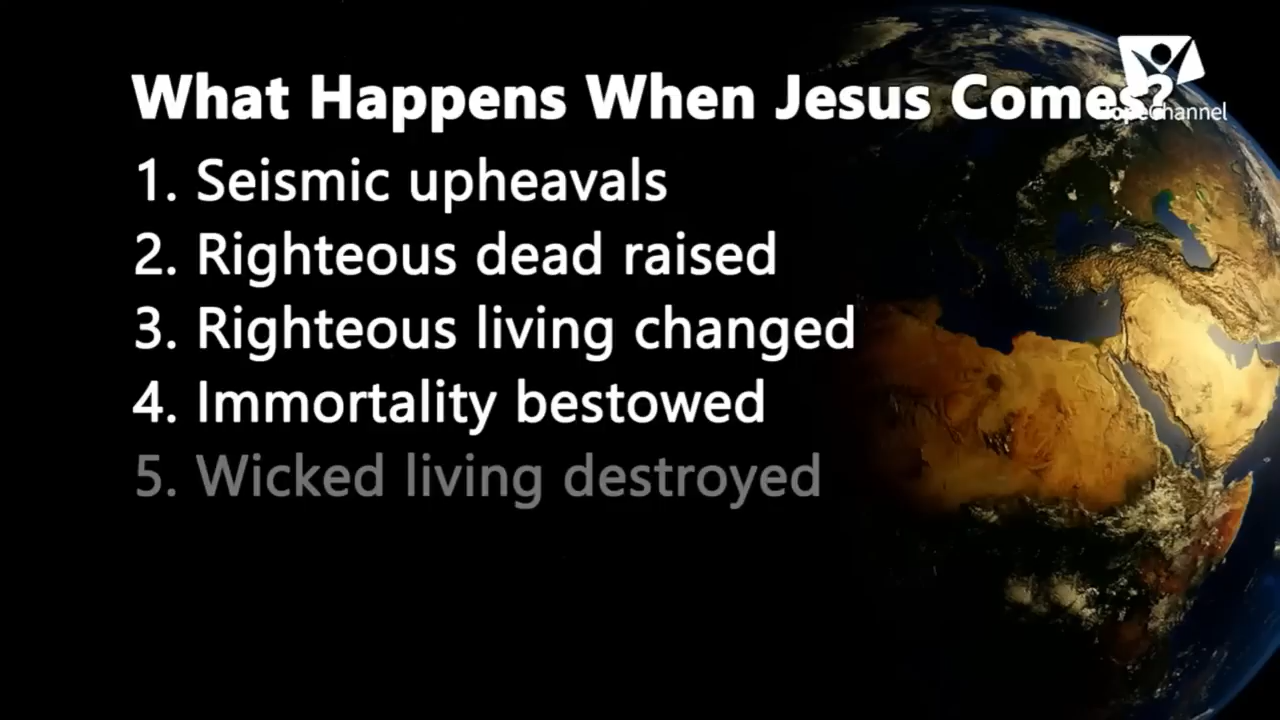 What Happens When Jesus Comes?
HopeChannel
1. Seismic upheavals
2. Righteous dead raised
3. Righteous living changed
4. Immortality bestowed
5. Wicked living destroyed